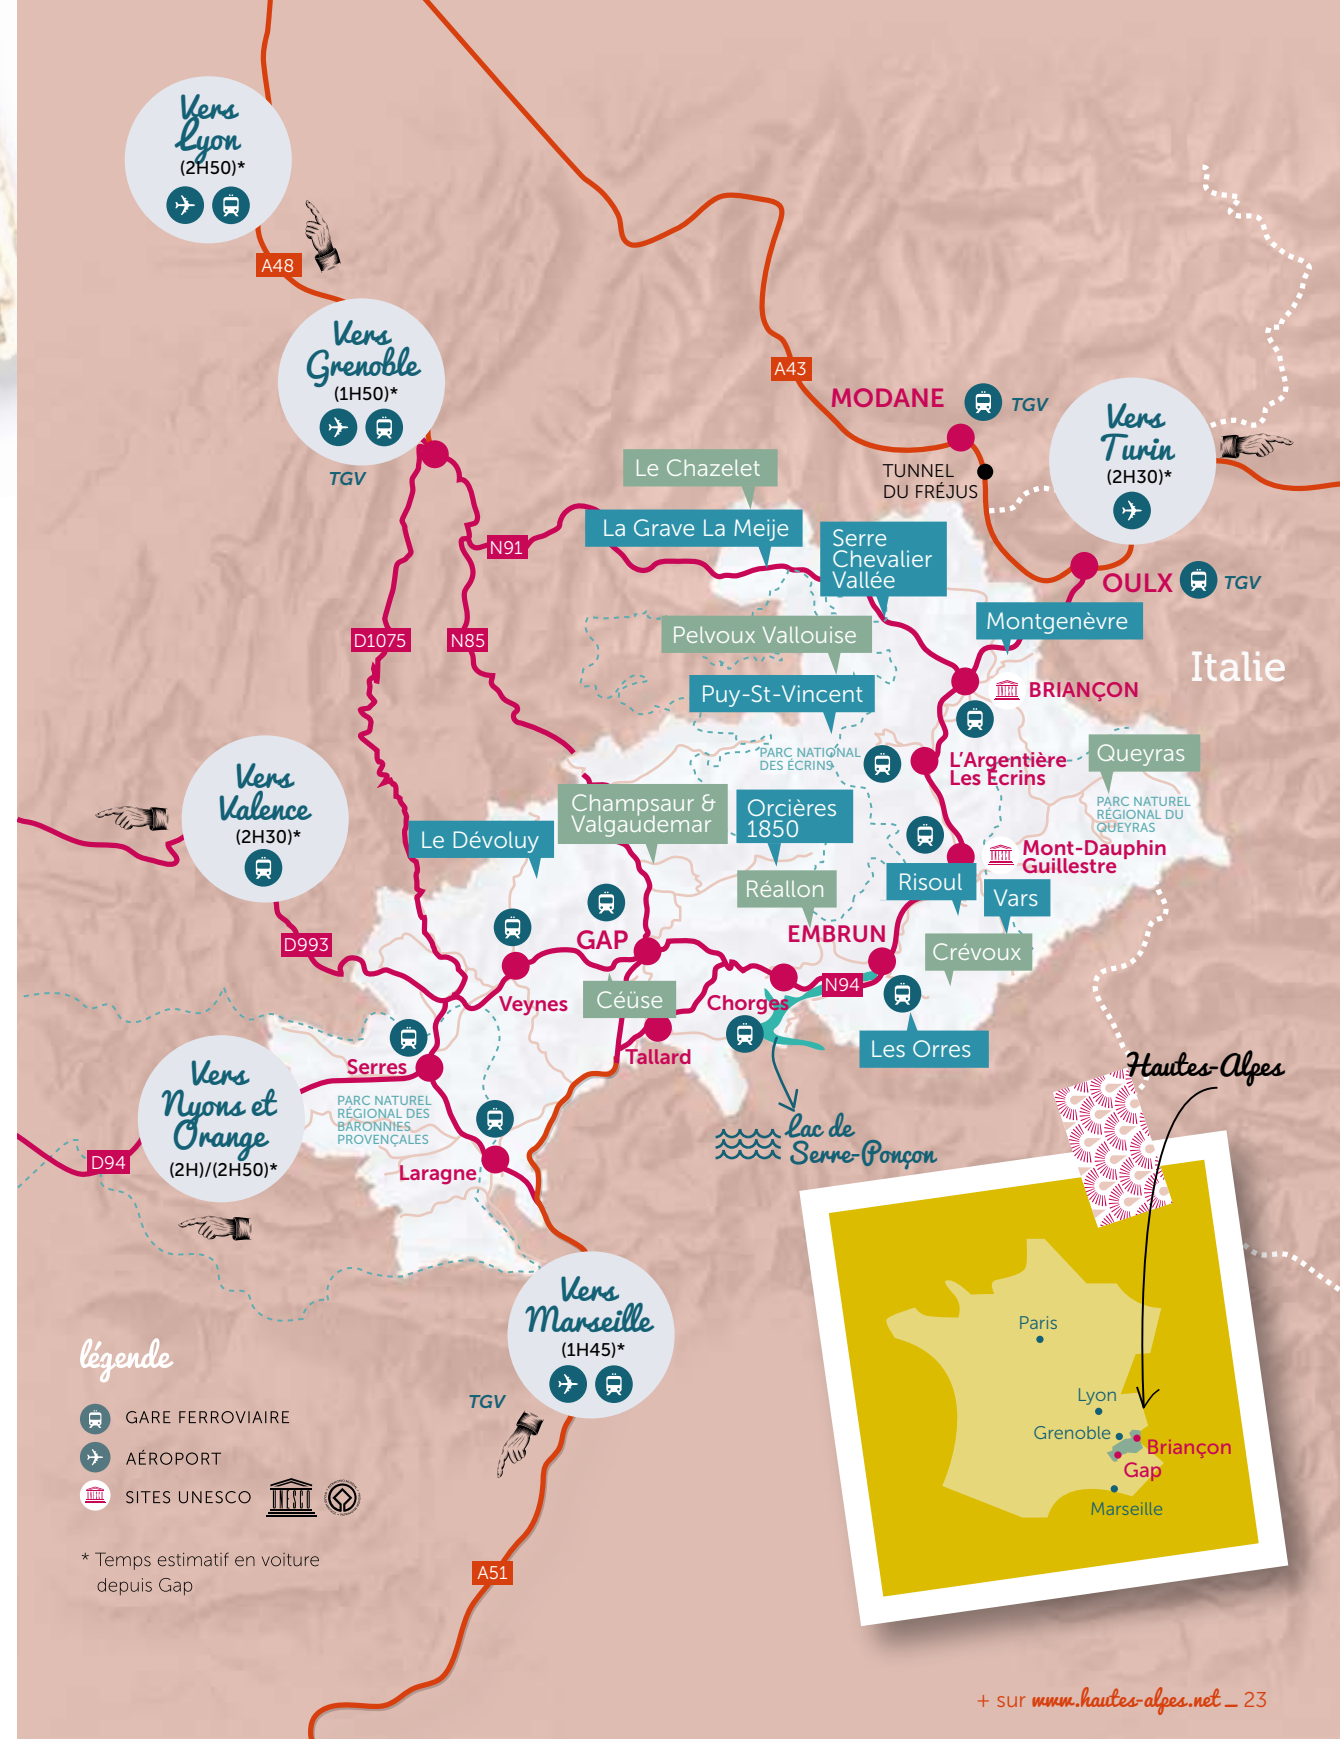 Vers
Lyon
(2H50)*
A48
Vers
Grenoble
(1H50)*
TGV
A43
MODANE
TGV
TUNNEL
DU FRÉJUS
Vers
Turin
(2H30)*
OULX
TGV
Le Chazelet
La Grave La Meije
Serre
Chevalier
Vallée
N91
D1075
N85
Pelvoux Vallouise
Montgenèvre
Italie
Puy-St-Vincent
BRIANÇON
PARC NATIONAL
DES ÉCRINS
L'Argentière
Les Écrins
Queyras
PARC NATUREL
RÉGIONAL DU
QUEYRAS
Vers
Valence
(2H30)*
Le Dévoluy
Champsaur &
Valgaudemar
Orcières
1850
Mont-Dauphin
Guillestre
Réallon
Risoul
Vars
D993
GAP
EMBRUN
Crévoux
Veynes
Céüse
Chorges
N94
Les Orres
Tallard
Serres
PARC NATUREL
RÉGIONAL DES
BARONNIES
PROVENÇALES
Vers
Nyons et
Orange
(2H)/(2H50)*
D94
Laragne
Lac de
Serre-Ponçon
Hautes-Alpes
Vers
Marseille
(1H45)*
TGV
A51
Paris
Lyon
Grenoble
Briançon
Gap
Marseille
légende
GARE FERROVIAIRE
AÉROPORT
SITES UNESCO
UNESCO
* Temps estimatif en voiture
depuis Gap
+ sur www.hautes-alpes.net _ 23